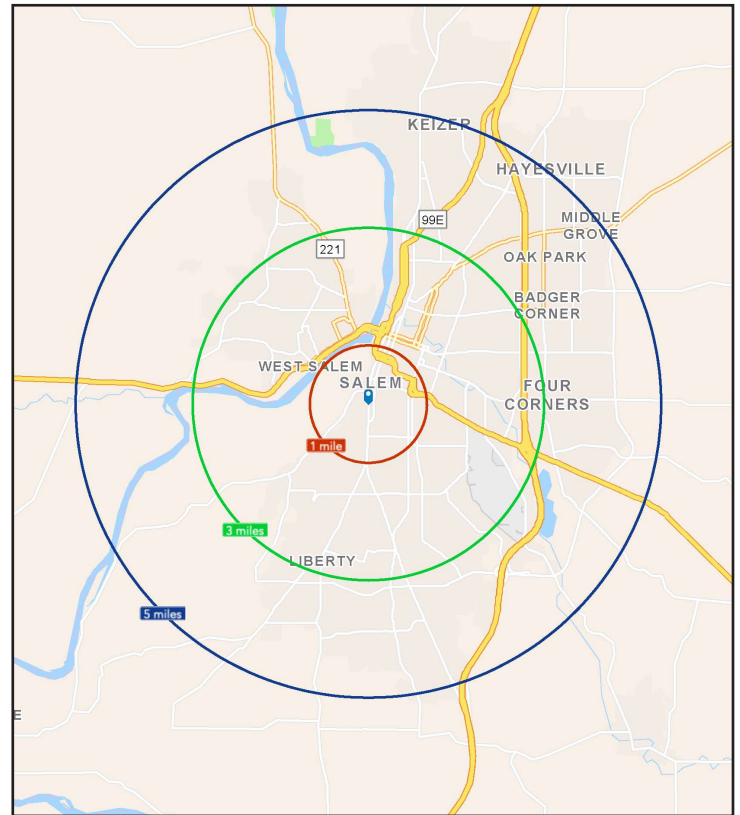 KEIZER
HAYESVILLE
99E
MIDDLE
GROVE
221
OAK PARK
BADGER
CORNER
WEST SALEM
SALEM
FOUR
CORNERS
1 mile
3 miles
LIBERTY
5 miles
E